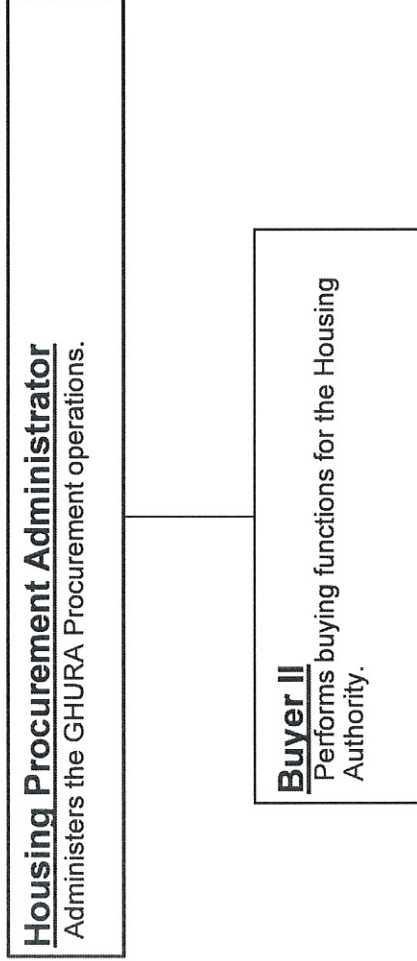 Housing Procurement Administrator
Administers the GHURA Procurement operations.
Buyer II
Performs buying functions for the Housing
Authority.